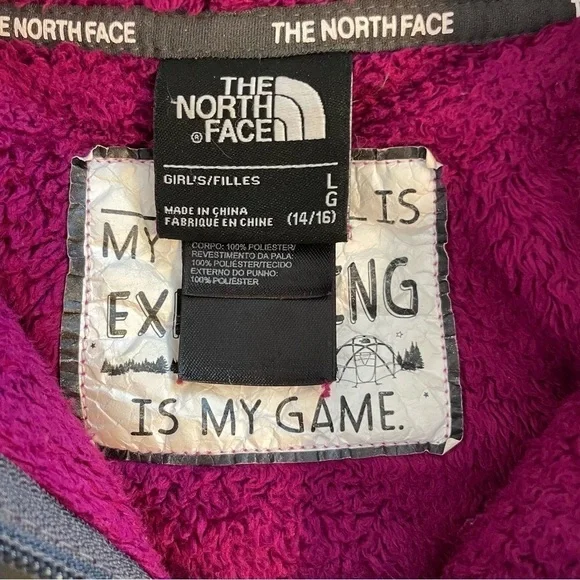 THE NORTH FACE
THE NORTH FACE
THE
NORTH
FACE
GIRL'S/FILLES
L
G
MADE IN CHINA
FABRIQUÉ EN CHINE
(14/16)
IS
MY
CORPO: 100% POLIÉSTER/
REVESTIMENTO DA PALA:
100% POLIÉSTER/TECIDO
EXTERNO DO PUNHO:
100% POLIÉSTER
IS MY GAME.